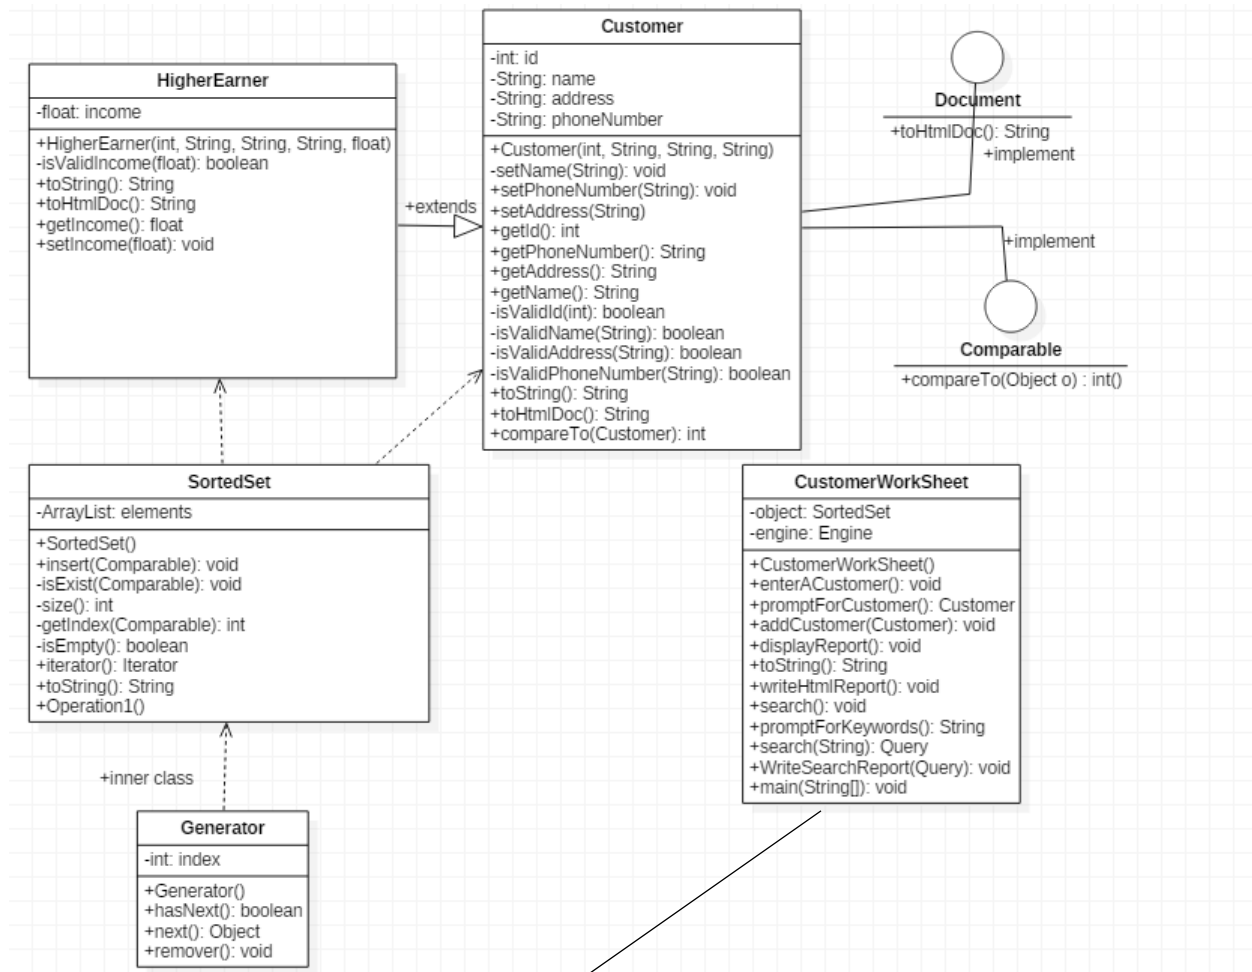 HigherEarner
-float: income
+HigherEarner(int, String, String, String, float)
-isValidIncome(float): boolean
+toString(): String
+toHtmlDoc(): String
+getIncome(): float
+setIncome(float): void
+extends
Customer
-int: id
-String: name
-String: address
-String: phoneNumber
+Customer(int, String, String, String)
-setName(String): void
+setPhoneNumber(String): void
+setAddress(String)
+getId(): int
+getPhoneNumber(): String
+getAddress(): String
+getName(): String
-isValidId(int): boolean
-isValidName(String): boolean
-isValidAddress(String): boolean
-isValidPhoneNumber(String): boolean
+toString(): String
+toHtmlDoc(): String
+compareTo(Customer): int
Document
+toHtmlDoc(): String
+implement
+implement
Comparable
+compareTo(Object o) : int()
SortedSet
-ArrayList: elements
+SortedSet()
+insert(Comparable): void
-isExist(Comparable): void
-size(): int
-getIndex(Comparable): int
-isEmpty(): boolean
+iterator(): Iterator
+toString(): String
+Operation1()
+inner class
Generator
-int: index
+Generator()
+hasNext(): boolean
+next(): Object
+remover(): void
CustomerWorkSheet
-object: SortedSet
-engine: Engine
+CustomerWorkSheet()
+enterACustomer(): void
+promptForCustomer(): Customer
+addCustomer(Customer): void
+displayReport(): void
+toString(): String
+writeHtmlReport(): void
+search(): void
+promptForKeywords(): String
+search(String): Query
+WriteSearchReport(Query): void
+main(String[]): void